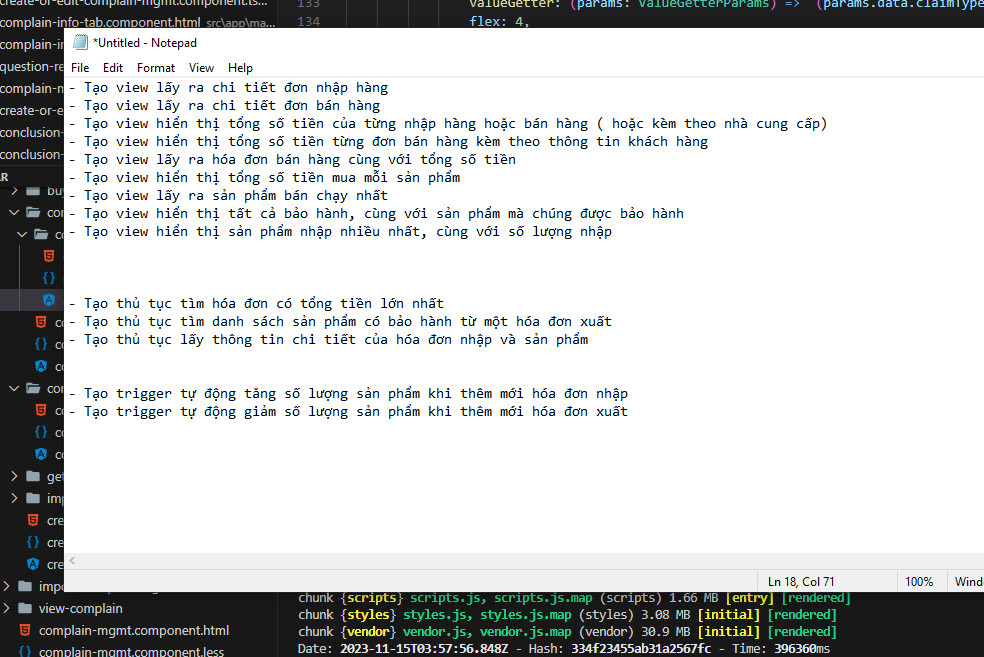 create-or-edit-complain-mgmt.component.ts...
133
valueGetter: (params: ValueGetterParams) => (params.data.claimType
complain-info-tab.component.html src\app\ma...
134
flex: 4,
*Untitled - Notepad
File Edit Format View Help
- Tạo view lấy ra chi tiết đơn nhập hàng
- Tạo view lấy ra chi tiết đơn bán hàng
- Tạo view hiển thị tổng số tiền của từng nhập hàng hoặc bán hàng ( hoặc kèm theo nhà cung cấp)
- Tạo view hiển thị tổng số tiền từng đơn bán hàng kèm theo thông tin khách hàng
- Tạo view lấy ra hóa đơn bán hàng cùng với tổng số tiền
- Tạo view hiển thị tổng số tiền mua mỗi sản phẩm
- Tạo view lấy ra sản phẩm bán chạy nhất
- Tạo view hiển thị tất cả bảo hành, cùng với sản phẩm mà chúng được bảo hành
- Tạo view hiển thị sản phẩm nhập nhiều nhất, cùng với số lượng nhập
- Tạo thủ tục tìm hóa đơn có tổng tiền lớn nhất
- Tạo thủ tục tìm danh sách sản phẩm có bảo hành từ một hóa đơn xuất
- Tạo thủ tục lấy thông tin chi tiết của hóa đơn nhập và sản phẩm
- Tạo trigger tự động tăng số lượng sản phẩm khi thêm mới hóa đơn nhập
- Tạo trigger tự động giảm số lượng sản phẩm khi thêm mới hóa đơn xuất
Ln 18, Col 71
100%
Wind
complain-in
question-re
complain-m
create-or-e
conclusion-
conclusion-
R
bu
con
co
co
co
co
con
co
co
co
get
imp
cre
cre
cre
impo
view-complain
complain-mgmt.component.html
complain-mgmt.component.less
chunk {scripts} scripts.js, scripts.js.map (scripts) 1.66 MB [entry] [rendered]
chunk {styles} styles.js, styles.js.map (styles) 3.08 MB [initial] [rendered]
chunk {vendor} vendor.js, vendor.js.map (vendor) 30.9 MB [initial] [rendered]
Date: 2023-11-15T03:57:56.848Z - Hash: 334f23455ab31a2567fc - Time: 396360ms